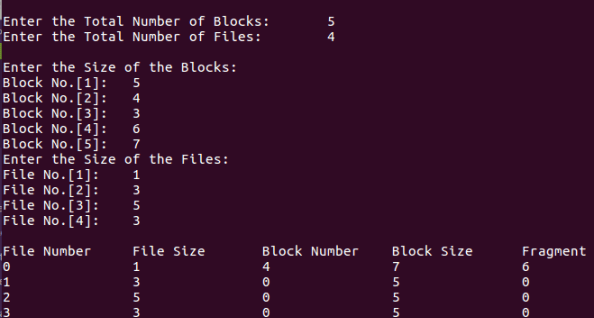 Enter the Total Number of Blocks: 5
Enter the Total Number of Files: 4
Enter the Size of the Blocks:
Block No.[1]: 5
Block No.[2]: 4
Block No.[3]: 3
Block No.[4]: 6
Block No.[5]: 7
Enter the Size of the Files:
File No.[1]: 1
File No.[2]: 3
File No.[3]: 5
File No.[4]: 3
File Number File Size Block Number Block Size Fragment
0 1 4 7 6
1 3 0 5 0
2 5 0 5 0
3 3 0 5 0